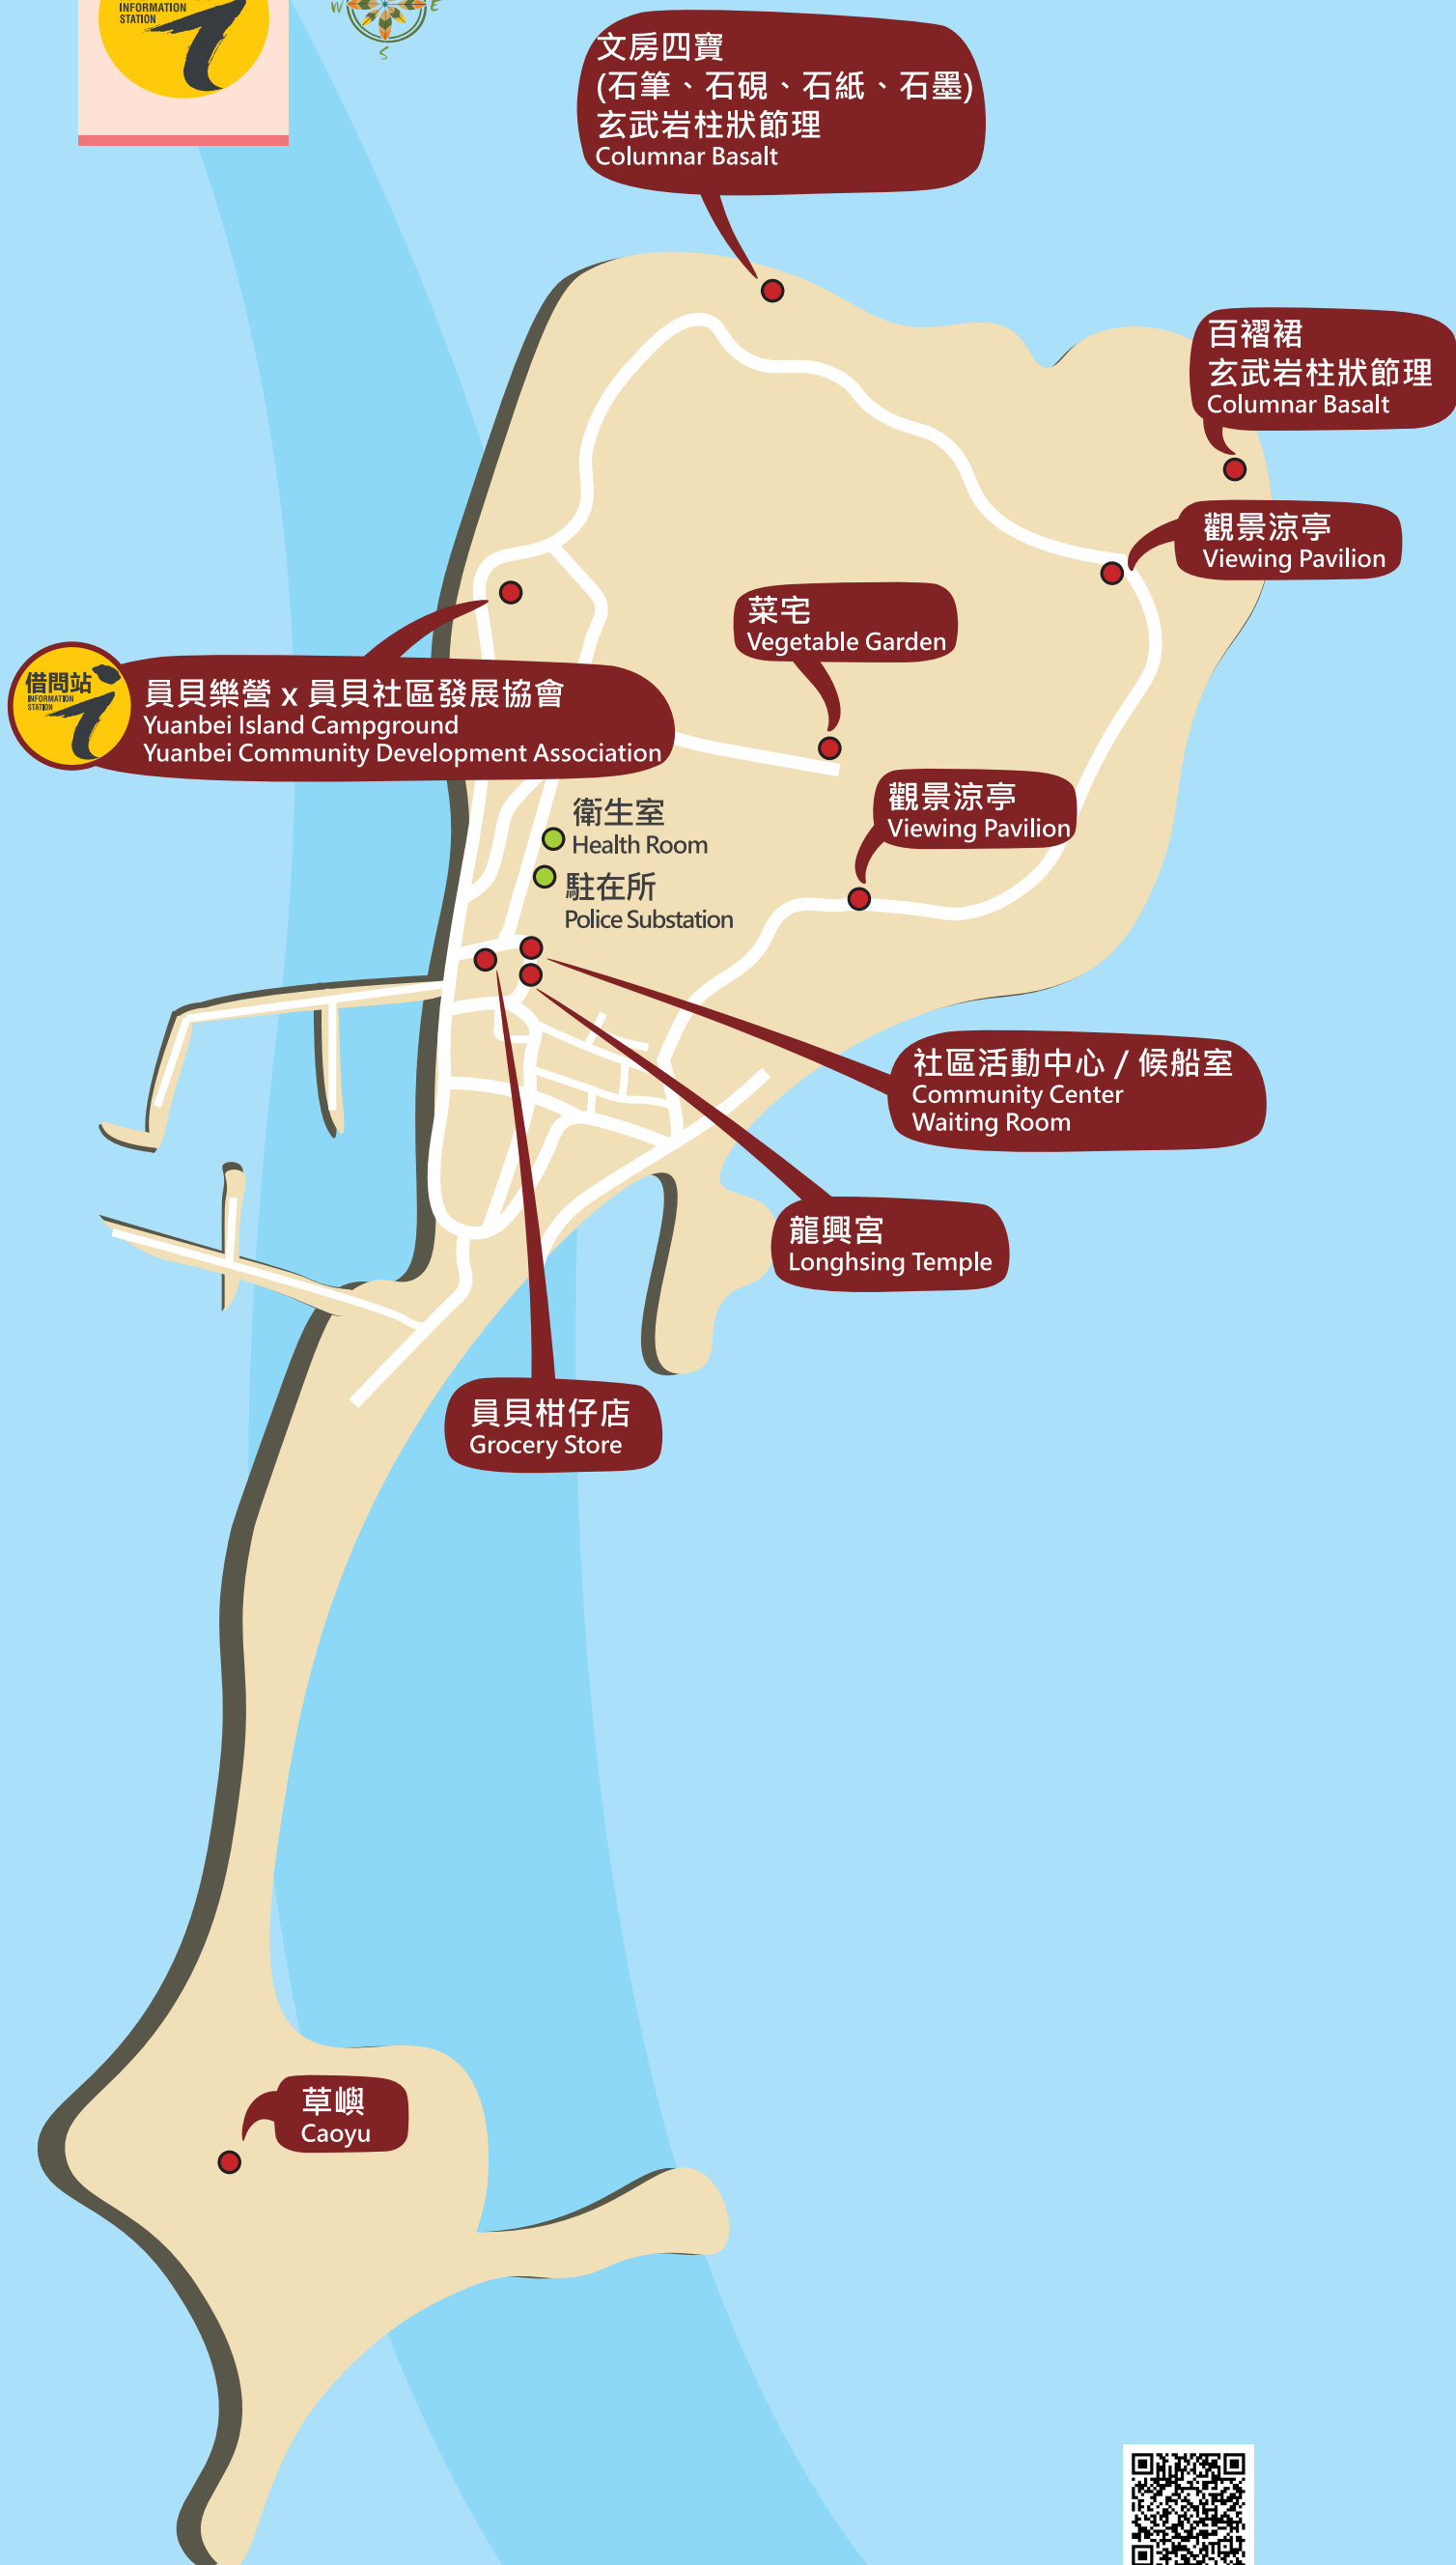 INFORMATION
STATION
W
E
S
文房四寶
(石筆、石硯、石紙、石墨)
玄武岩柱狀節理
Columnar Basalt
百褶裙
玄武岩柱狀節理
Columnar Basalt
觀景涼亭
Viewing Pavilion
菜宅
Vegetable Garden
借問站
INFORMATION
STATION
員貝樂營 x 員貝社區發展協會
Yuanbei Island Campground
Yuanbei Community Development Association
觀景涼亭
Viewing Pavilion
衛生室
Health Room
駐在所
Police Substation
社區活動中心 / 候船室
Community Center
Waiting Room
龍興宮
Longhsing Temple
員貝柑仔店
Grocery Store
草嶼
Caoyu